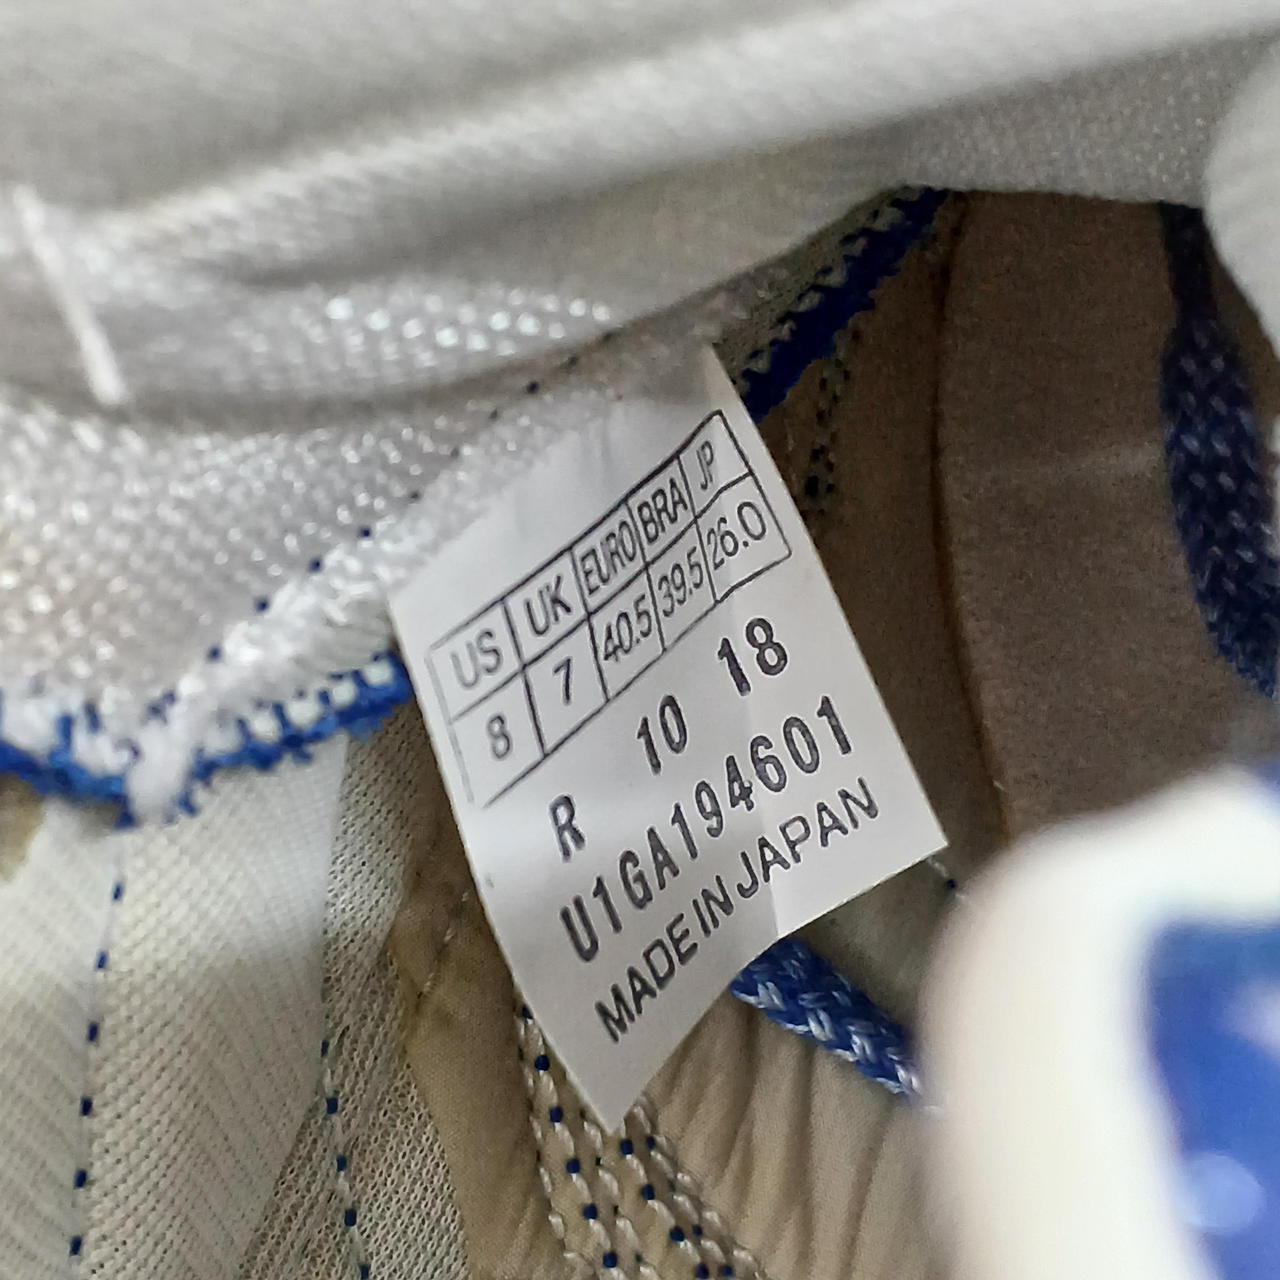 US UK EURO BRA JP
8 7 40.5 39.5 26.0
R 10 18
U1GA194601
MADE IN JAPAN